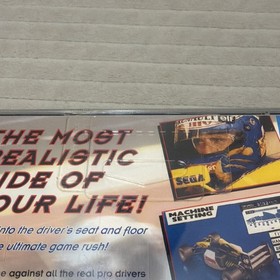 THE MOST
REALISTIC
RIDE OF
YOUR LIFE!
into the driver's seat and floor
e ultimate game rush!
e against all the real pro drivers
SEGA
MACHINE
SETTING